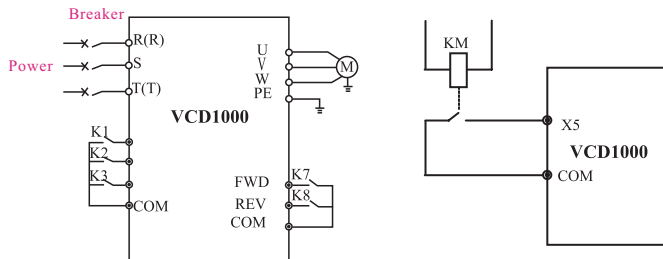 Breaker
R(R)
Power
S
T(T)
U
V
W
PE
M
VCD1000
K1
K2
K3
COM
FWD
K7
REV
K8
COM
KM
X5
VCD1000
COM